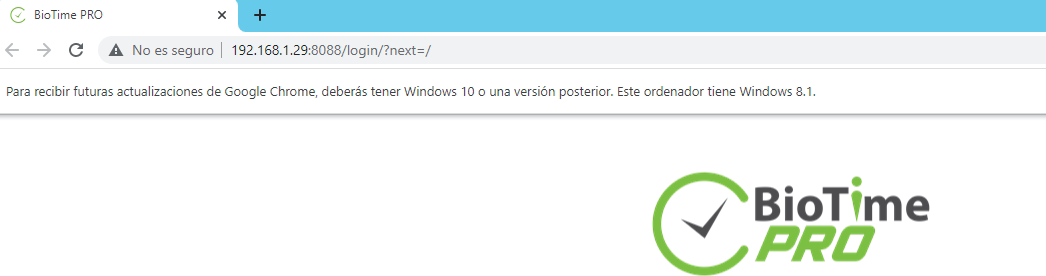 BioTime PRO
No es seguro 192.168.1.29:8088/login/?next=/
Para recibir futuras actualizaciones de Google Chrome, deberás tener Windows 10 o una versión posterior. Este ordenador tiene Windows 8.1.
BioTime
PRO